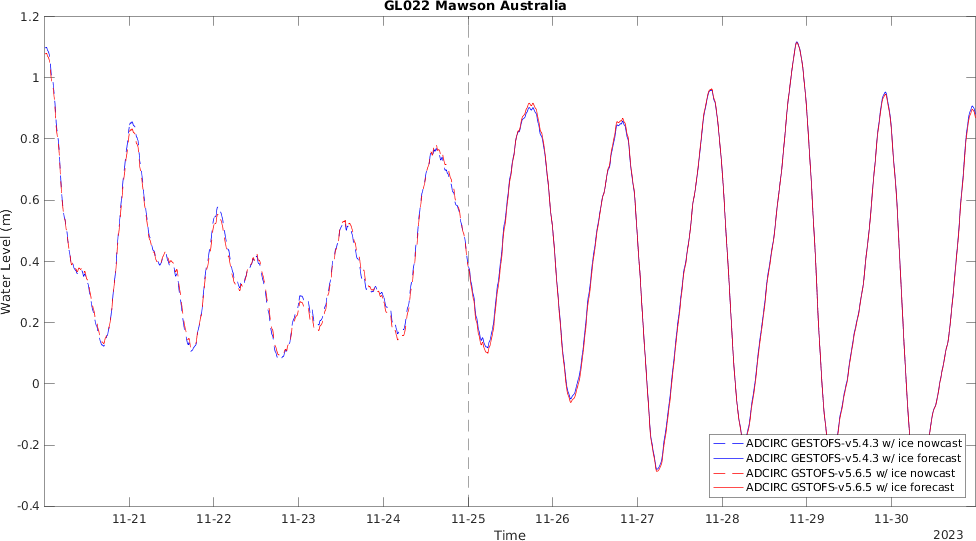 GL022 Mawson Australia
Water Level (m)
1.2
1
0.8
0.6
0.4
0.2
0
-0.2
-0.4
ADCIRC GESTOFS-v5.4.3 w/ ice nowcast
ADCIRC GESTOFS-v5.4.3 w/ ice forecast
ADCIRC GSTOFS-v5.6.5 w/ ice nowcast
ADCIRC GSTOFS-v5.6.5 w/ ice forecast
11-21 11-22 11-23 11-24 11-25 11-26 11-27 11-28 11-29 11-30
Time
2023